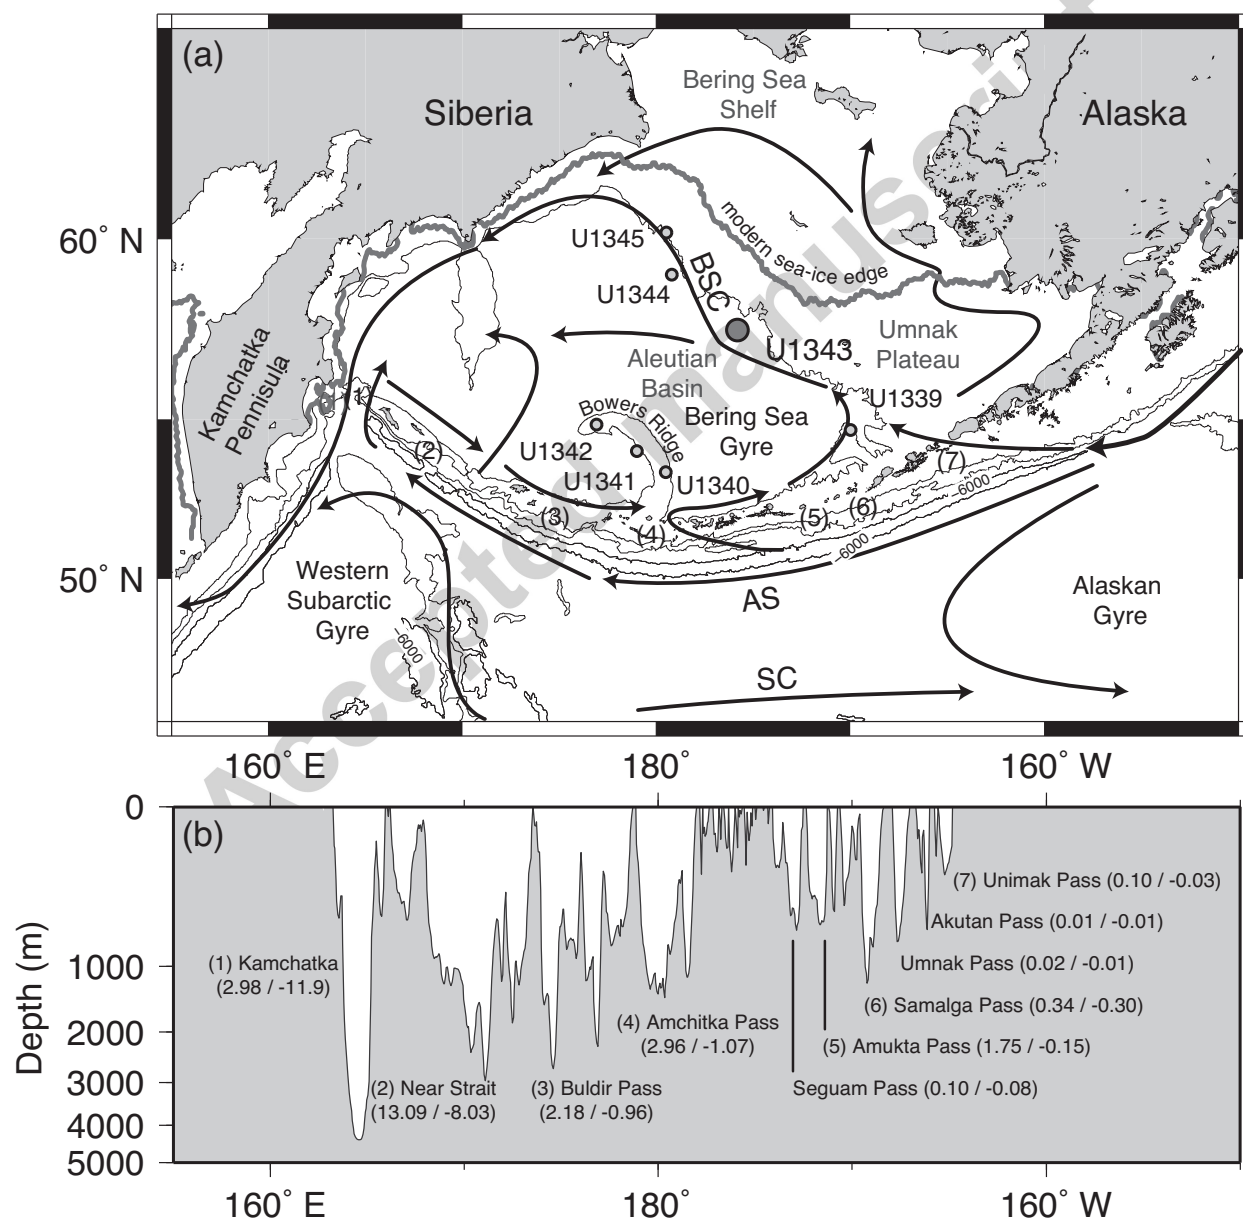 Accepted manuscript
(a)
Bering Sea
Shelf
Siberia
Alaska
60° N
U1345
modern sea-ice edge
BSC
U1344
Kamchatka
Pennisula
Umnak
Plateau
U1343
Aleutian
Basin
1
Bowers Ridge
Bering Sea
Gyre
U1339
(2)
U1342
(7)
U1341
U1340
-6000
(3)
(4)
(5)
(6)
-6000
50° N
Western
Subarctic
Gyre
AS
Alaskan
Gyre
-6000
SC
160° E
180°
160° W
0
(b)
(7) Unimak Pass (0.10 / -0.03)
Akutan Pass (0.01 / -0.01)
Depth (m)
1000
(1) Kamchatka
(2.98 / -11.9)
Umnak Pass (0.02 / -0.01)
(6) Samalga Pass (0.34 / -0.30)
2000
(4) Amchitka Pass
(2.96 / -1.07)
(5) Amukta Pass (1.75 / -0.15)
3000
(2) Near Strait
(13.09 / -8.03)
(3) Buldir Pass
(2.18 / -0.96)
Seguam Pass (0.10 / -0.08)
4000
5000
160° E
180°
160° W